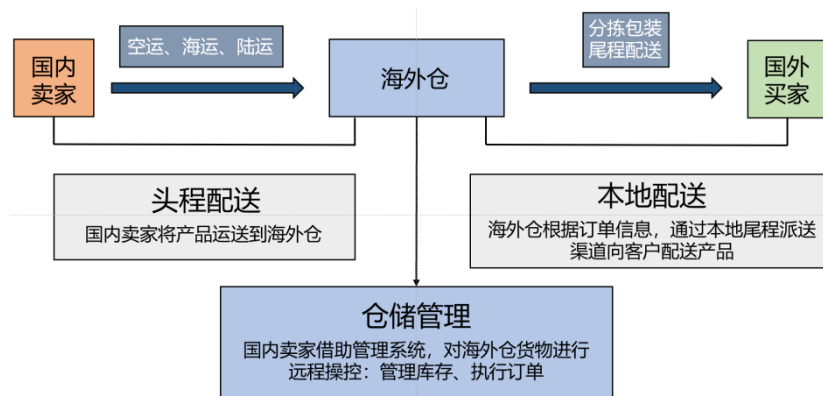 空运、海运、陆运
分拣包装
尾程配送
国内
卖家
海外仓
国外
买家
头程配送
国内卖家将产品运送到海外仓
本地配送
海外仓根据订单信息，通过本地尾程派送
渠道向客户配送产品
仓储管理
国内卖家借助管理系统，对海外仓货物进行
远程操控：管理库存、执行订单